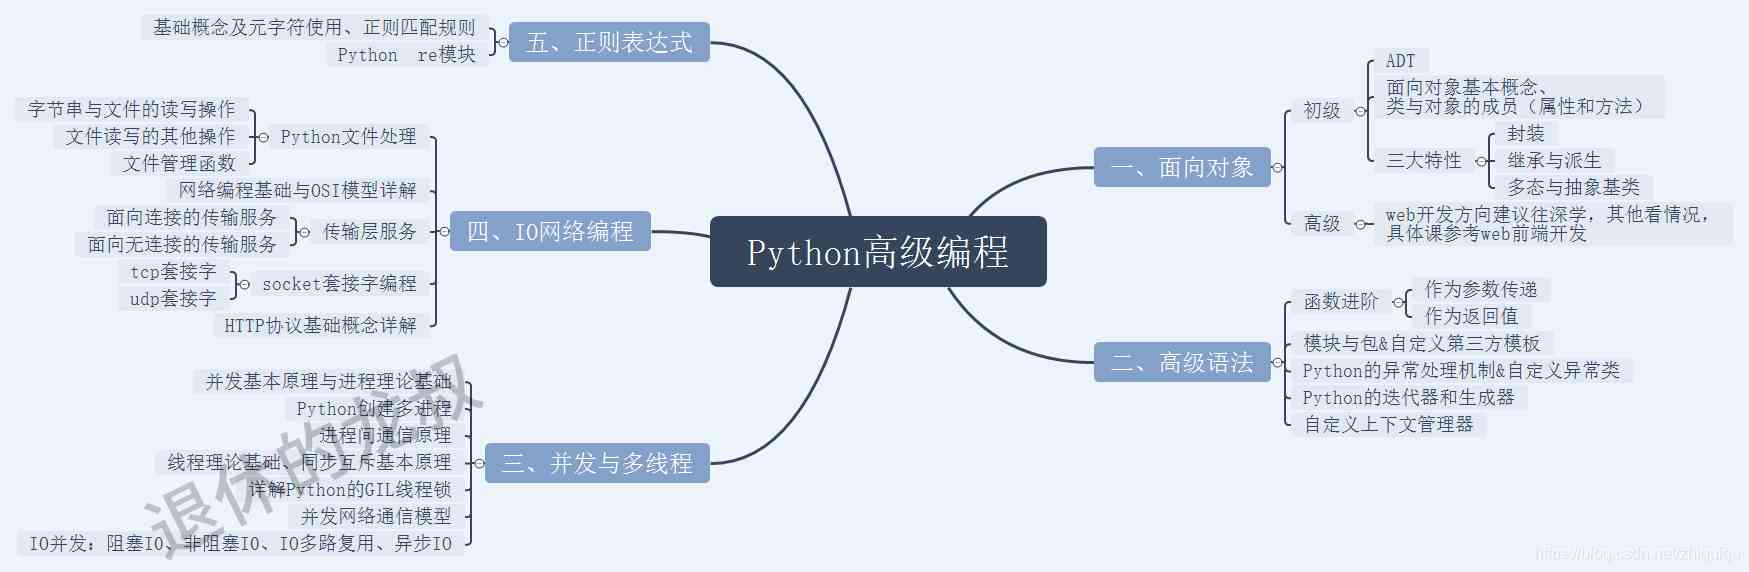 Python高级编程
一、面向对象
初级
ADT
面向对象基本概念、
类与对象的成员（属性和方法）
三大特性
封装
继承与派生
多态与抽象基类
高级
web开发方向建议往深学，其他看情况，
具体课参考web前端开发
二、高级语法
函数进阶
作为参数传递
作为返回值
模块与包&自定义第三方模板
Python的异常处理机制&自定义异常类
Python的迭代器和生成器
自定义上下文管理器
三、并发与多线程
并发基本原理与进程理论基础
Python创建多进程
进程间通信原理
线程理论基础、同步互斥基本原理
详解Python的GIL线程锁
并发网络通信模型
IO并发：阻塞IO、非阻塞IO、IO多路复用、异步IO
四、IO网络编程
Python文件处理
字节串与文件的读写操作
文件读写的其他操作
文件管理函数
网络编程基础与OSI模型详解
传输层服务
面向连接的传输服务
面向无连接的传输服务
socket套接字编程
tcp套接字
udp套接字
HTTP协议基础概念详解
五、正则表达式
基础概念及元字符使用、正则匹配规则
Python re模块
退休的龙叔